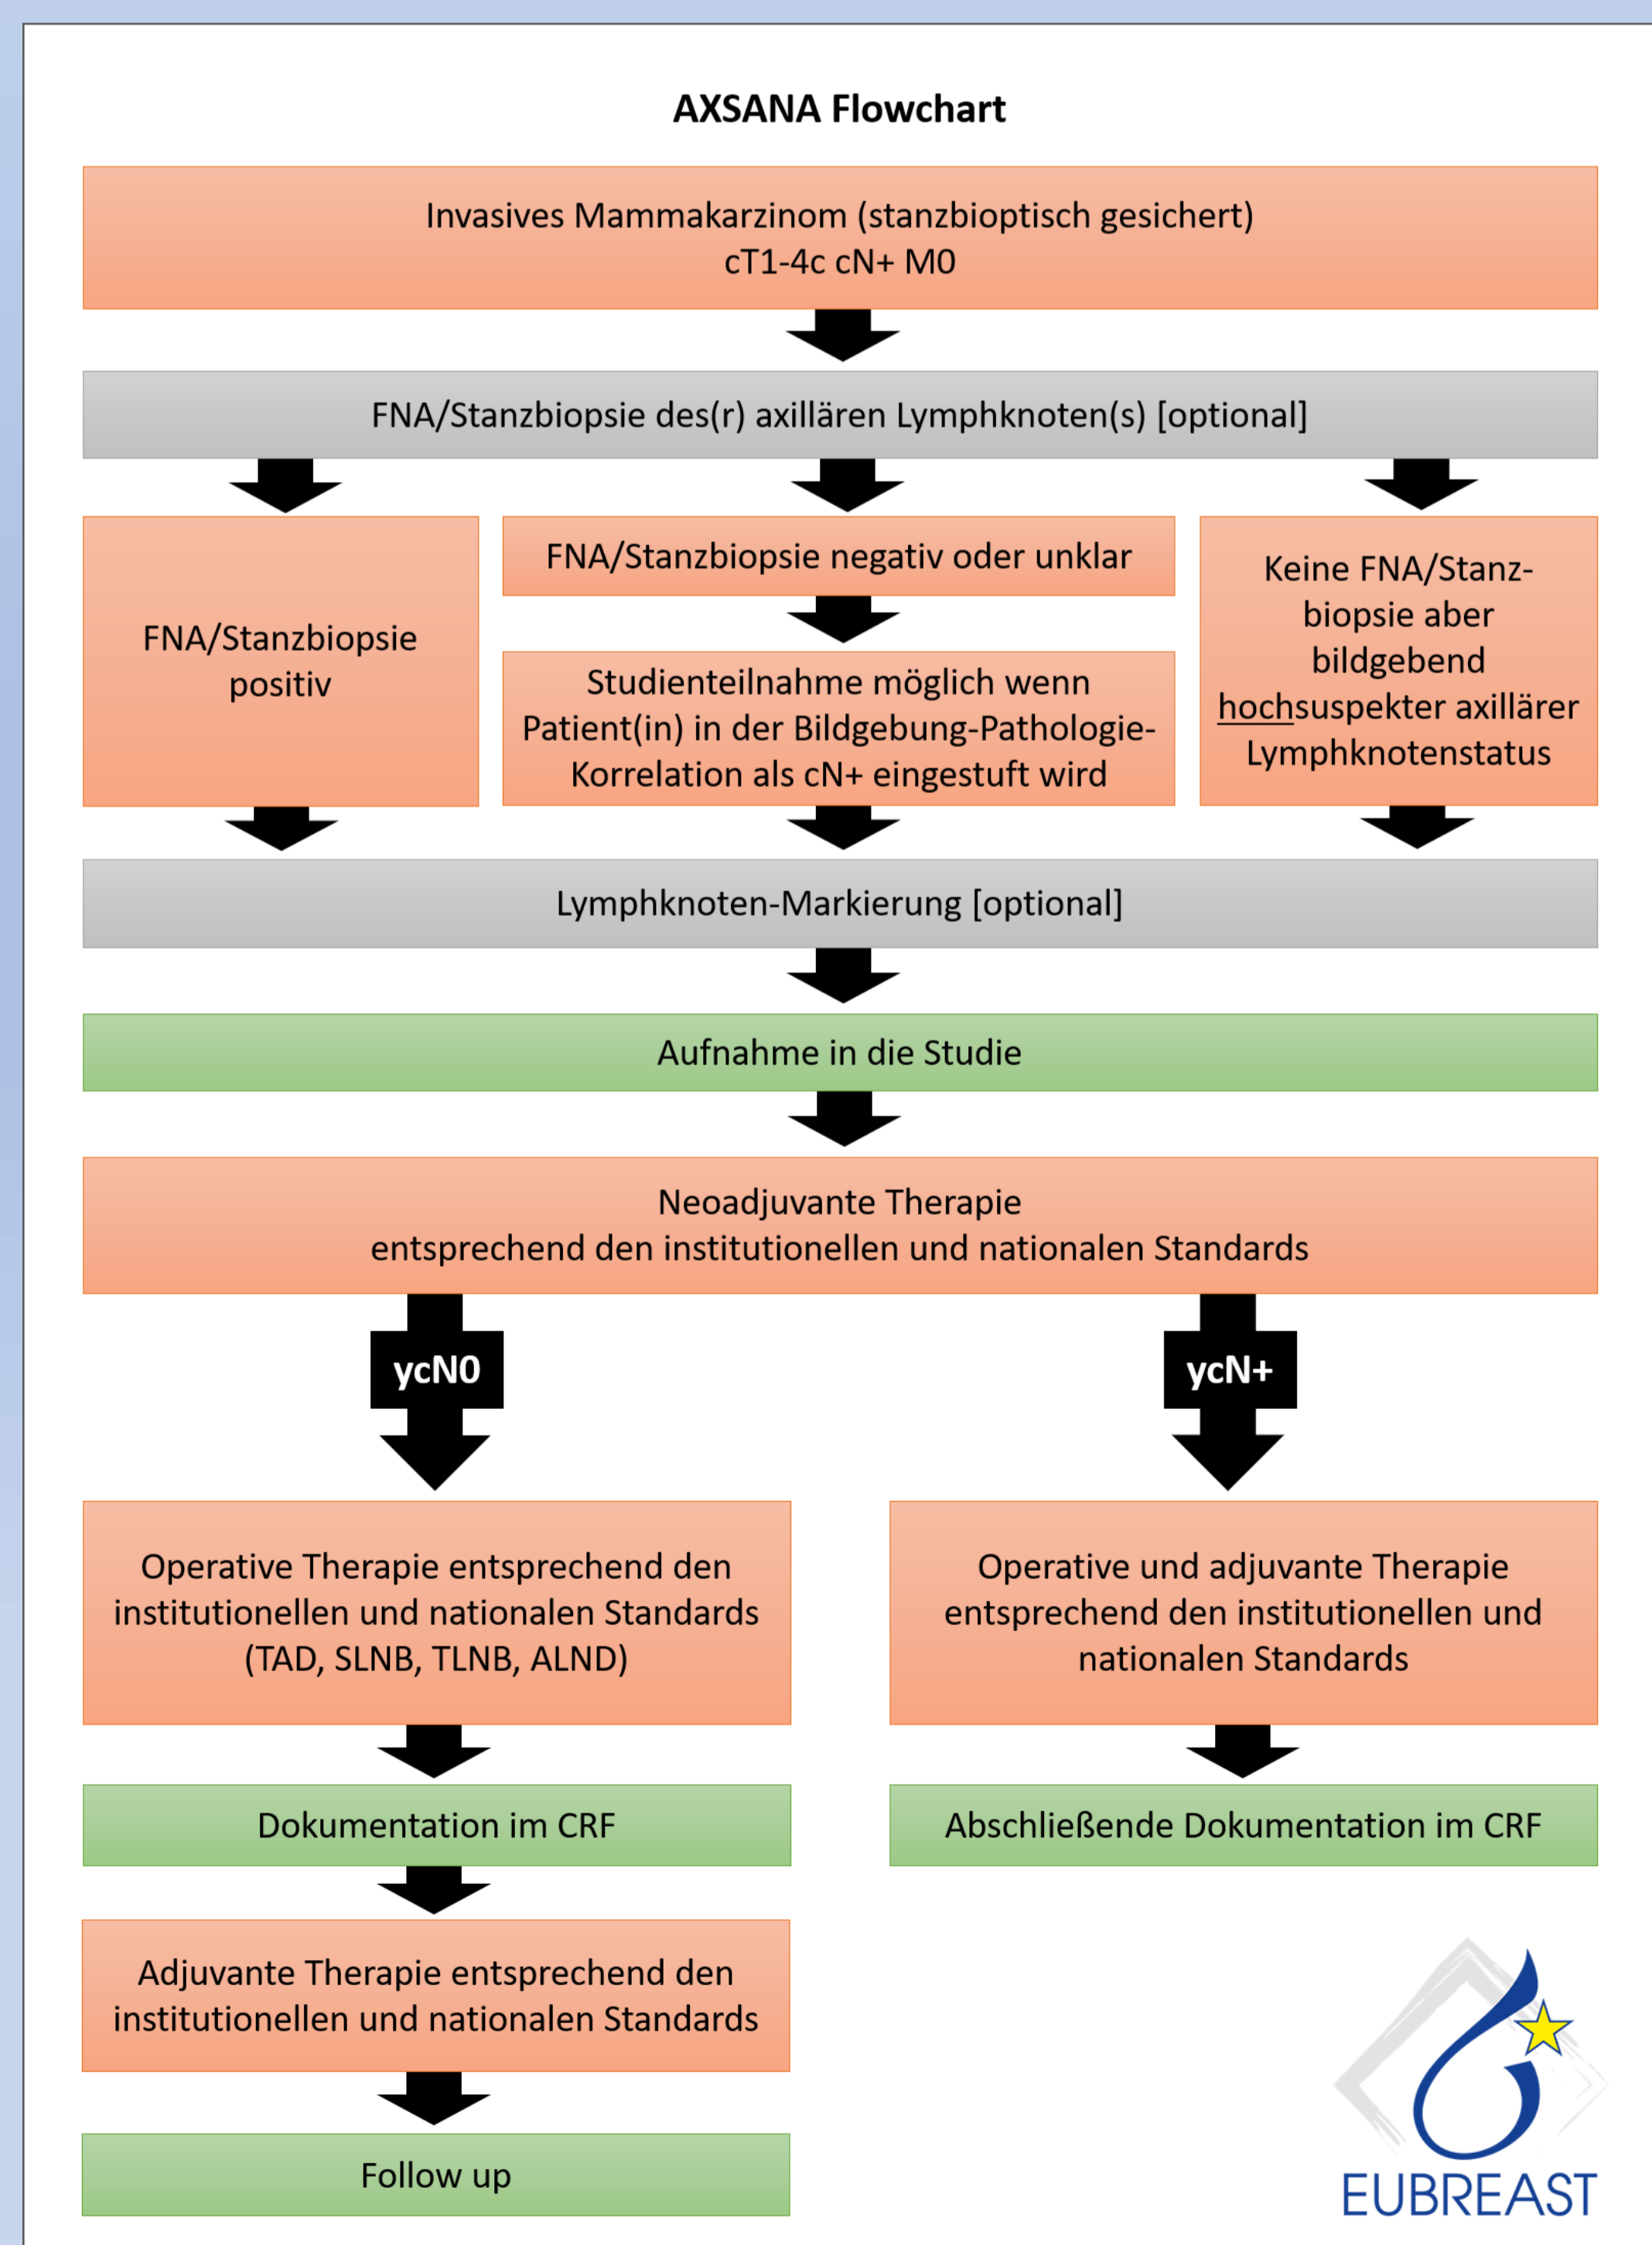 AXSANA Flowchart
Invasives Mammakarzinom (stanzbioptisch gesichert)
cT1-4c cN+ M0
FNA/Stanzbiopsie des(r) axillären Lymphknoten(s) [optional]
FNA/Stanzbiopsie
positiv
FNA/Stanzbiopsie negativ oder unklar
Studienteilnahme möglich wenn
Patient(in) in der Bildgebung-Pathologie-
Korrelation als cN+ eingestuft wird
Keine FNA/Stanz-
biopsie aber
bildgebend
hochsuspekter axillärer
Lymphknotenstatus
Lymphknoten-Markierung [optional]
Aufnahme in die Studie
Neoadjuvante Therapie
entsprechend den institutionellen und nationalen Standards
ycN0
ycN+
Operative Therapie entsprechend den
institutionellen und nationalen Standards
(TAD, SLNB, TLNB, ALND)
Operative und adjuvante Therapie
entsprechend den institutionellen und
nationalen Standards
Dokumentation im CRF
Abschließende Dokumentation im CRF
Adjuvante Therapie entsprechend den
institutionellen und nationalen Standards
Follow up
EUBREAST